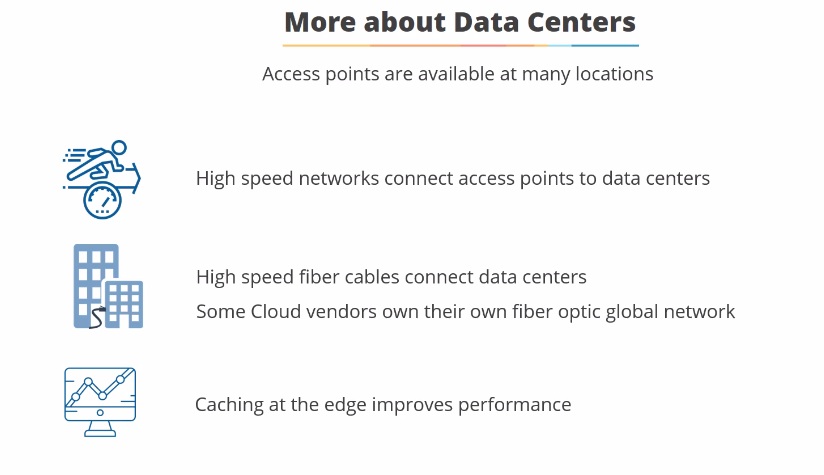 More about Data Centers
Access points are available at many locations
High speed networks connect access points to data centers
High speed fiber cables connect data centers
Some Cloud vendors own their own fiber optic global network
Caching at the edge improves performance